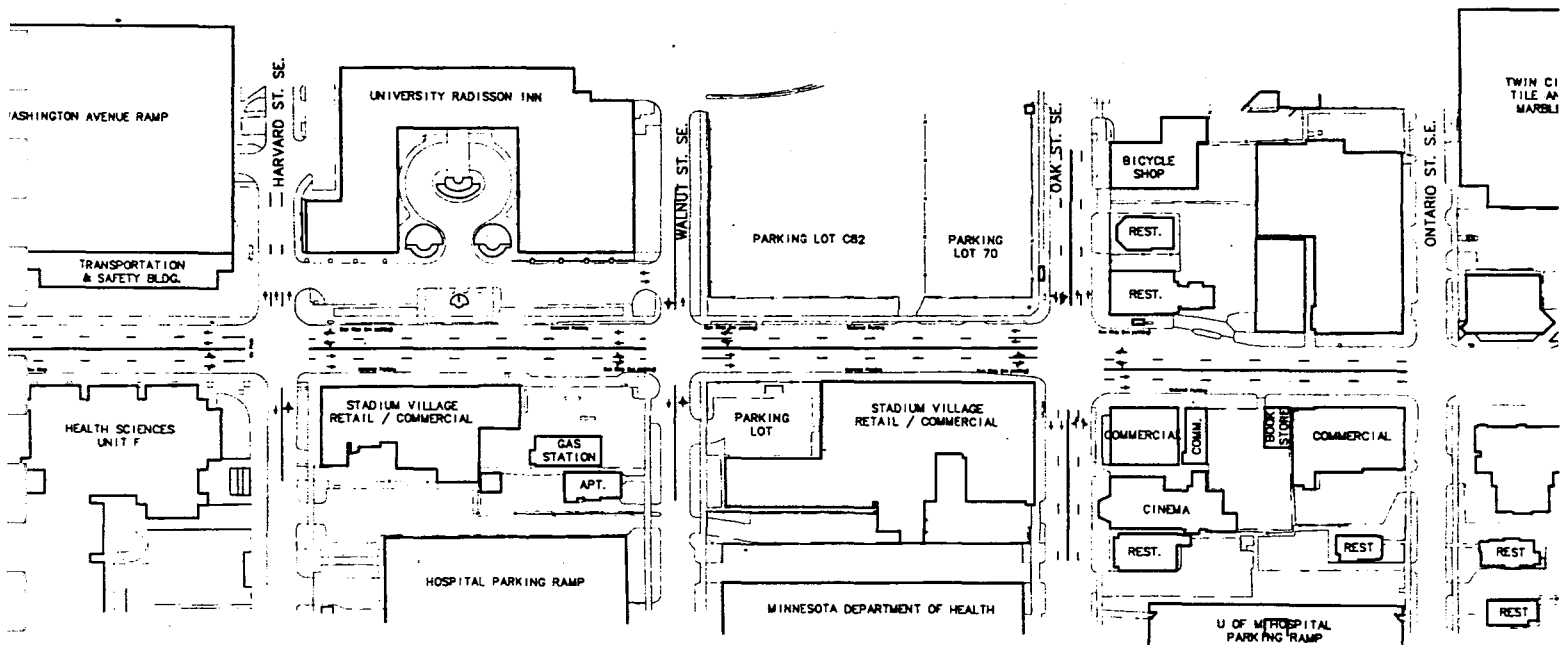 UNIVERSITY RADISSON INN
WASHINGTON AVENUE RAMP
HARVARD ST. SE.
WALNUT ST. SE.
OAK ST. SE.
ONTARIO ST. S.E.
TWIN CI
TILE AN
MARBL
BICYCLE
SHOP
REST.
PARKING LOT C82
PARKING
LOT 70
TRANSPORTATION
& SAFETY BLDG.
REST.
HEALTH SCIENCES
UNIT F
STADIUM VILLAGE
RETAIL / COMMERCIAL
GAS
STATION
APT.
PARKING
LOT
STADIUM VILLAGE
RETAIL / COMMERCIAL
COMMERCIAL
COMM.
BOOK
STORE
COMMERCIAL
CINEMA
REST.
REST
REST
HOSPITAL PARKING RAMP
MINNESOTA DEPARTMENT OF HEALTH
U OF M HOSPITAL
PARKING RAMP
REST